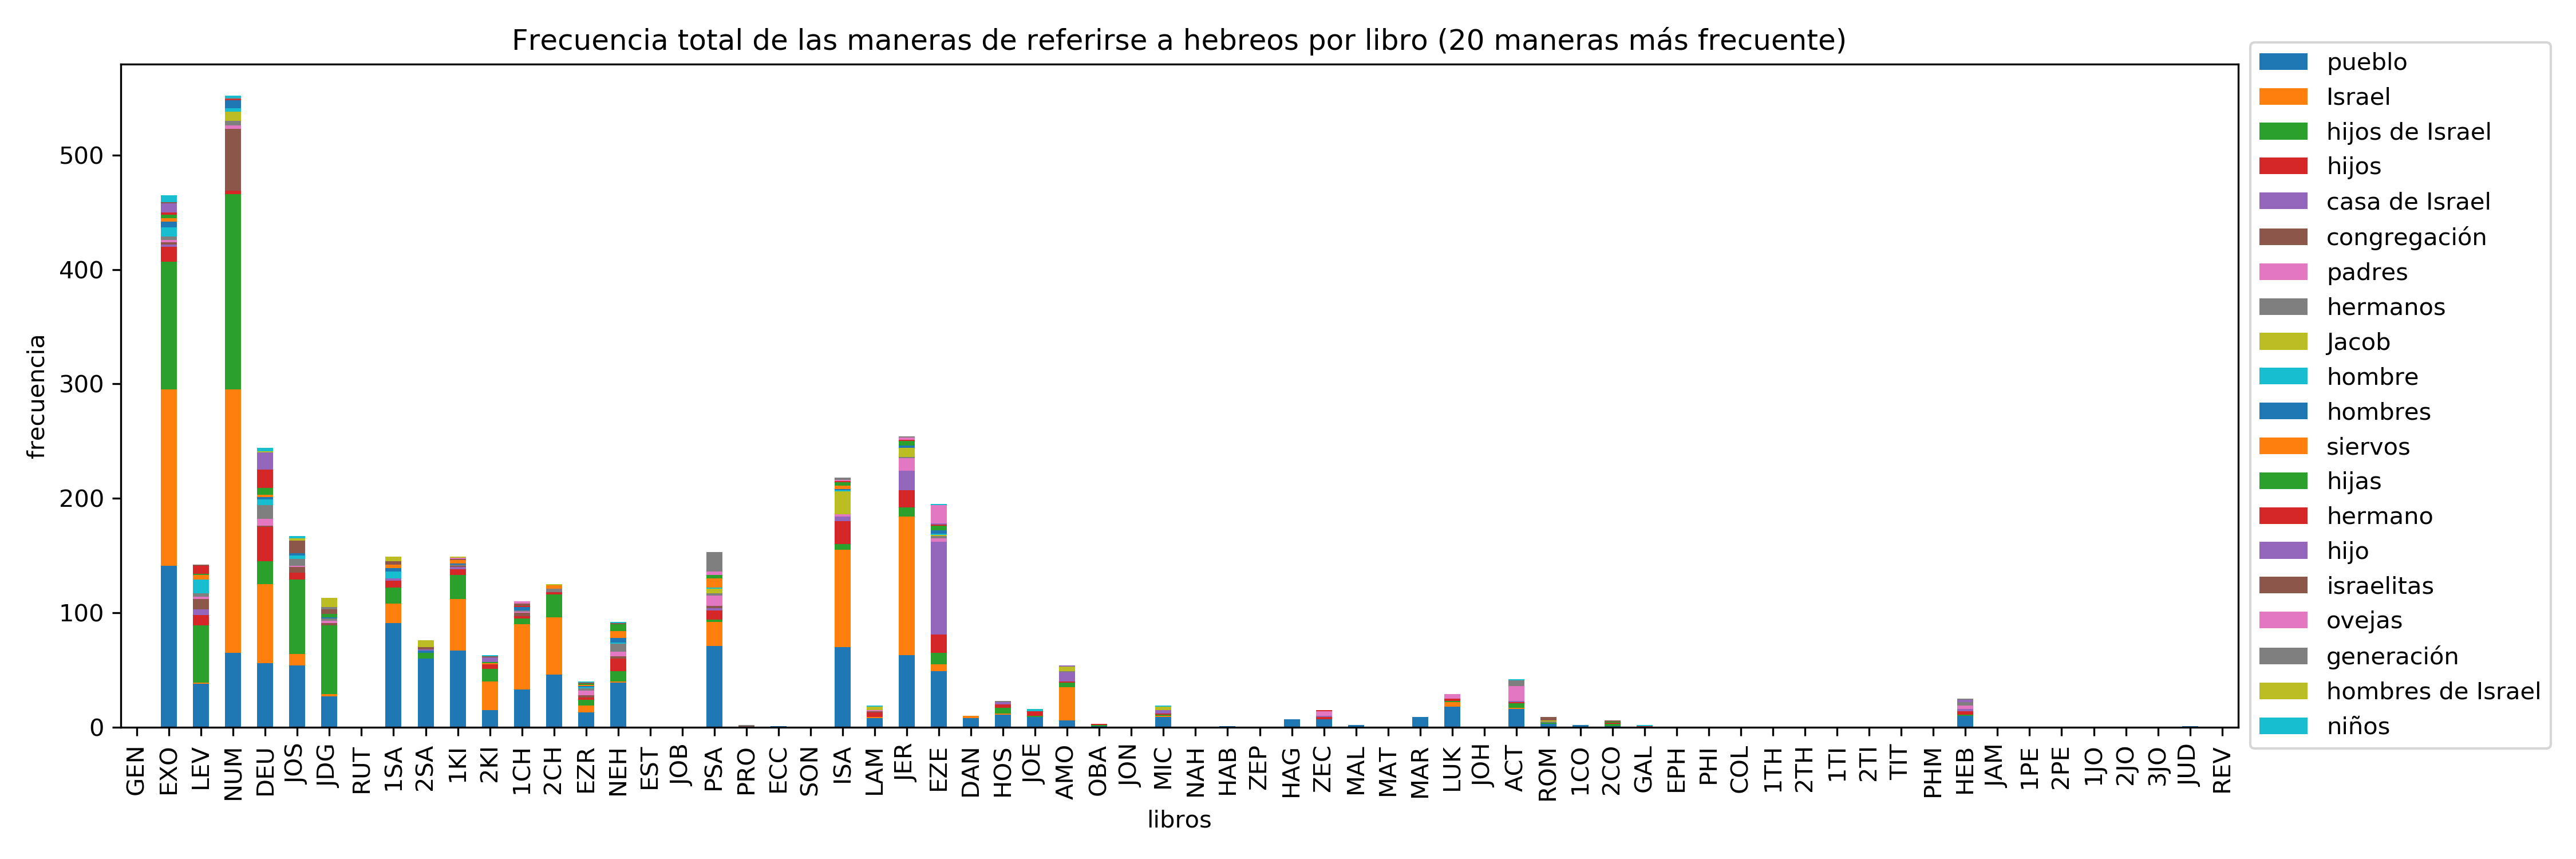 Frecuencia total de las maneras de referirse a hebreos por libro (20 maneras más frecuente)
frecuencia
500
400
300
200
100
0
GEN
EXO
LEV
NUM
DEU
JOS
JDG
RUT
1SA
2SA
1KI
2KI
1CH
2CH
EZR
NEH
EST
JOB
PSA
PRO
ECC
SON
ISA
LAM
JER
EZE
DAN
HOS
JOE
AMO
OBA
JON
MIC
NAH
HAB
ZEP
HAG
ZEC
MAL
MAT
MAR
LUK
JOH
ACT
ROM
1CO
2CO
GAL
EPH
PHI
COL
1TH
2TH
1TI
2TI
TIT
PHM
HEB
JAM
1PE
2PE
1JO
2JO
3JO
JUD
REV
libros
pueblo
Israel
hijos de Israel
hijos
casa de Israel
congregación
padres
hermanos
Jacob
hombre
hombres
siervos
hijas
hermano
hijo
israelitas
ovejas
generación
hombres de Israel
niños